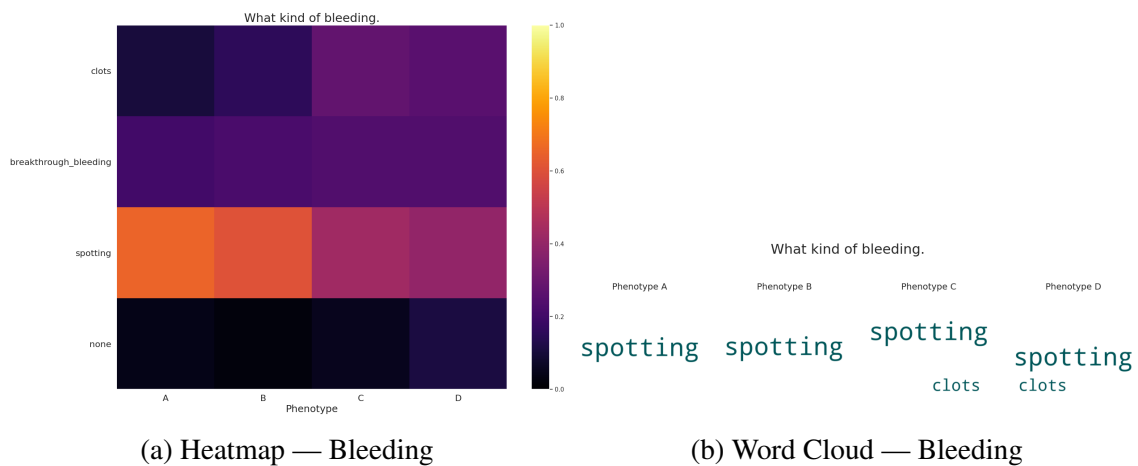 What kind of bleeding.
clots
breakthrough_bleeding
spotting
none
A B C D
Phenotype
1.0
0.8
0.6
0.4
0.2
0.0
(a) Heatmap — Bleeding
What kind of bleeding.
Phenotype A Phenotype B Phenotype C Phenotype D
spotting spotting spotting spotting
clots clots
(b) Word Cloud — Bleeding